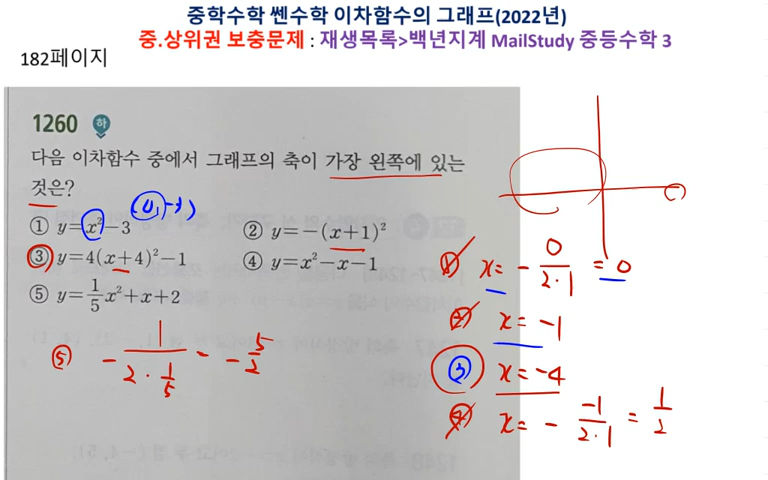 중학수학 쎈수학 이차함수의 그래프(2022년)
중.상위권 보충문제 : 재생목록>백년지계 MailStudy 중등수학 3
182페이지
1260 하
다음 이차함수 중에서 그래프의 축이 가장 왼쪽에 있는
것은?
(0, -3)
① y=x²-3 ② y=-(x+1)²
③ y=4(x+4)²-1 ④ y=x²-x-1
⑤ y=1/5x²+x+2
① x = - 0/2·1 = 0
② x = -1
③ x = -4
④ x = - -1/2·1 = 1/2
⑤ - 1/2·1/5 = - 5/2